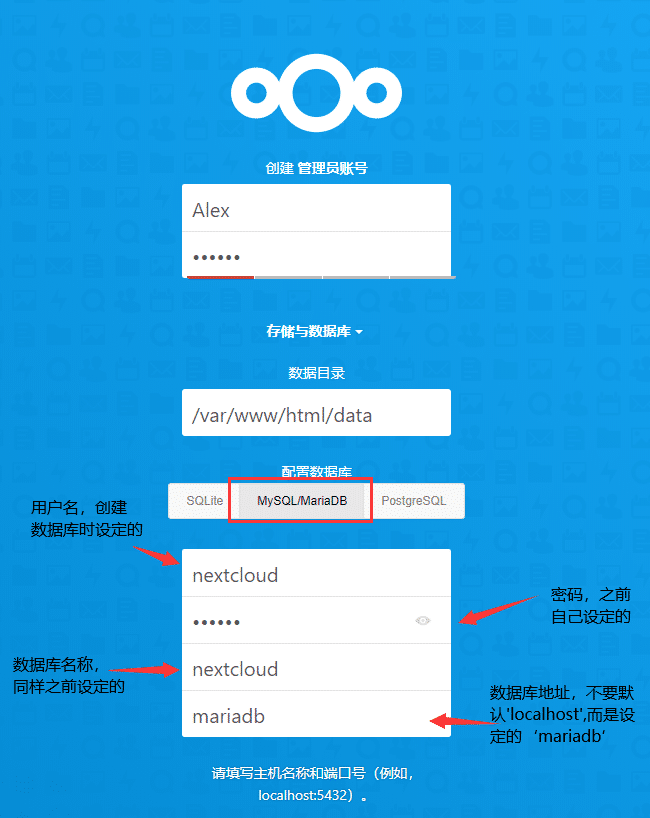 创建 管理员账号
Alex
••••••
存储与数据库
数据目录
/var/www/html/data
配置数据库
SQLite
MySQL/MariaDB
PostgreSQL
用户名，创建
数据库时设定的
nextcloud
••••••
密码，之前
自己设定的
数据库名称，
同样之前设定的
nextcloud
mariadb
数据库地址，不要默
认'localhost',而是设
定的‘mariadb’
请填写主机名称和端口号（例如，
localhost:5432）。